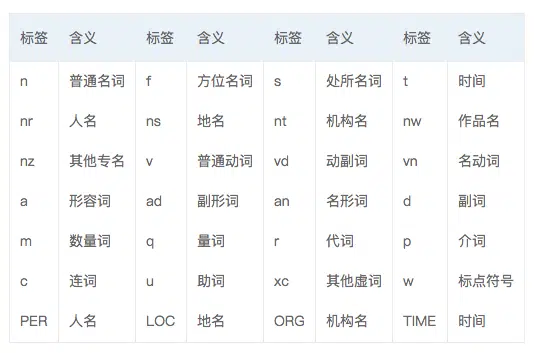 标签 含义 标签 含义 标签 含义 标签 含义
n 普通名词 f 方位名词 s 处所名词 t 时间
nr 人名 ns 地名 nt 机构名 nw 作品名
nz 其他专名 v 普通动词 vd 动副词 vn 名动词
a 形容词 ad 副形词 an 名形词 d 副词
m 数量词 q 量词 r 代词 p 介词
c 连词 u 助词 xc 其他虚词 w 标点符号
PER 人名 LOC 地名 ORG 机构名 TIME 时间